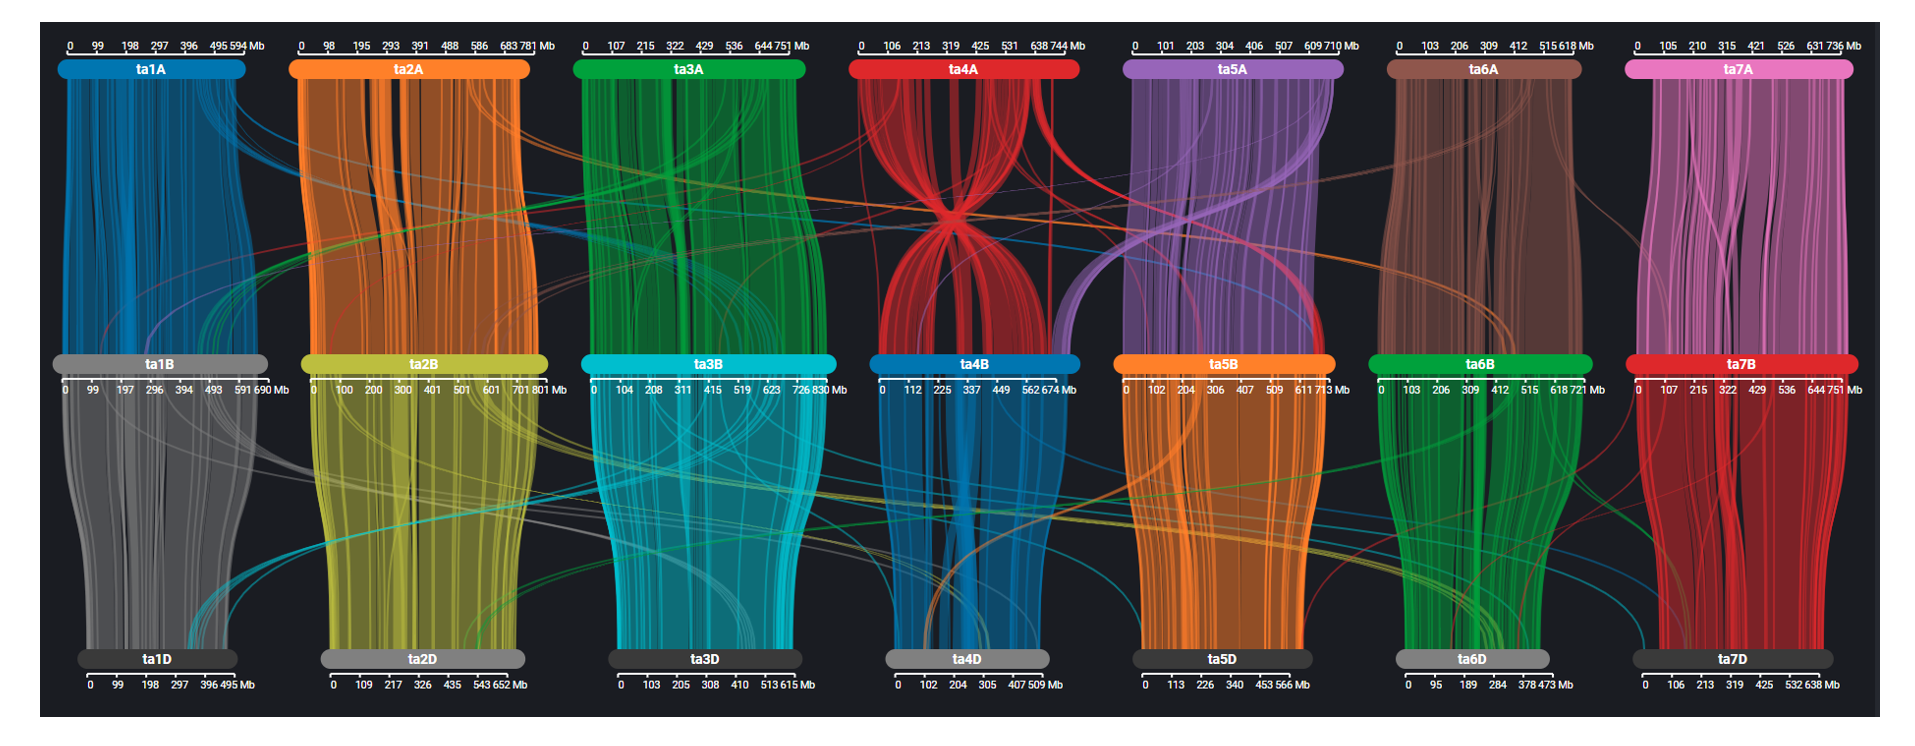 0 99 198 297 396 495 594 Mb 0 98 195 293 391 488 586 683 781 Mb 0 107 215 322 429 536 644 751 Mb 0 106 213 319 425 531 638 744 Mb 0 101 203 304 406 507 609 710 Mb 0 103 206 309 412 515 618 Mb 0 105 210 315 421 526 631 736 Mb
ta1A ta2A ta3A ta4A ta5A ta6A ta7A
ta1B ta2B ta3B ta4B ta5B ta6B ta7B
0 99 197 296 394 493 591 690 Mb 0 100 200 300 401 501 601 701 801 Mb 0 104 208 311 415 519 623 726 830 Mb 0 112 225 337 449 562 674 Mb 0 102 204 306 407 509 611 713 Mb 0 103 206 309 412 515 618 721 Mb 0 107 215 322 429 536 644 751 Mb
ta1D ta2D ta3D ta4D ta5D ta6D ta7D
0 99 198 297 396 495 Mb 0 109 217 326 435 543 652 Mb 0 103 205 308 410 513 615 Mb 0 102 204 305 407 509 Mb 0 113 226 340 453 566 Mb 0 95 189 284 378 473 Mb 0 106 213 319 425 532 638 Mb